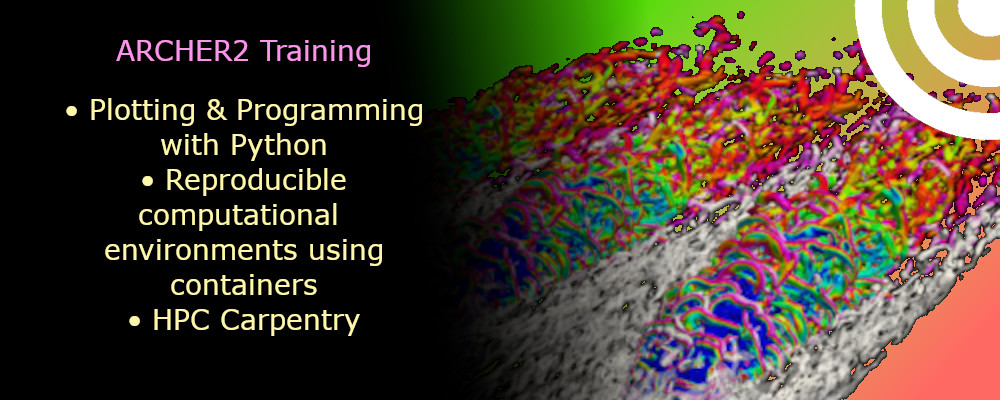 ARCHER2 Training
• Plotting & Programming
with Python
• Reproducible
computational
environments using
containers
• HPC Carpentry